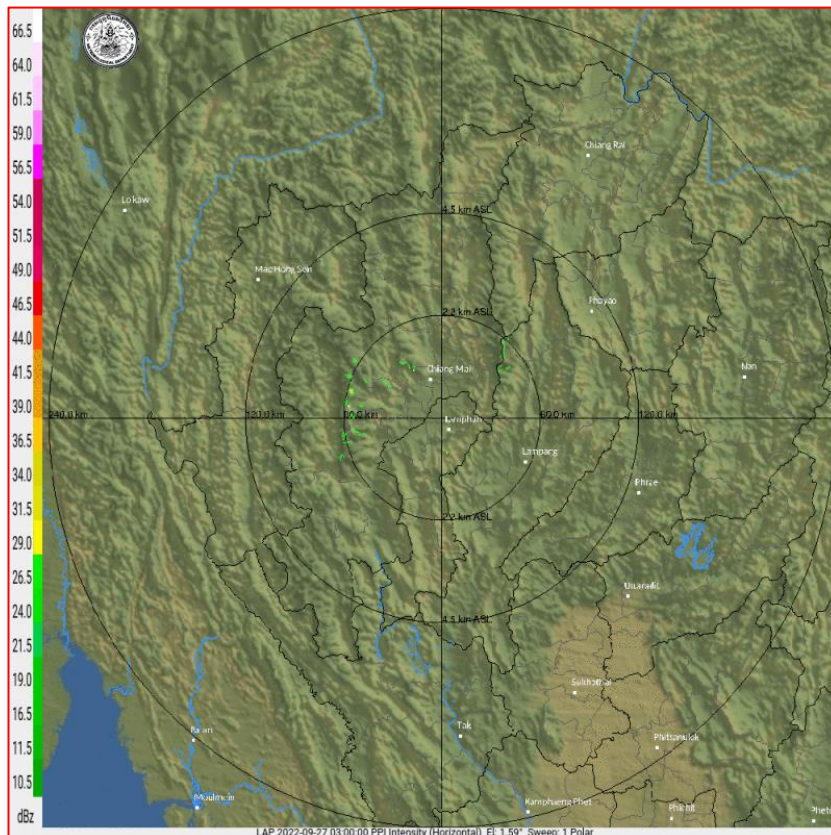 66.5
64.0
61.5
59.0
56.5
54.0
51.5
49.0
46.5
44.0
41.5
39.0
36.5
34.0
31.5
29.0
26.5
24.0
21.5
19.0
16.5
11.5
10.5
dBz
Chiang Rai
Loikaw
4.5 km ASL
Mae Hong Son
Phayao
2.2 km ASL
Chiang Mai
Nan
240.0 km
120.0 km
60.0 km
60.0 km
120.0 km
Lamphun
Lampang
Phrae
2.2 km ASL
Uttaradit
4.5 km ASL
Sukhothai
Tak
Phitsanulok
Pa-an
Moulmein
Kamphaeng Phet
Phichit
LAP 2022-09-27 03:00:00 PPI Intensity (Horizontal), El: 1.59°, Sweep: 1 Polar